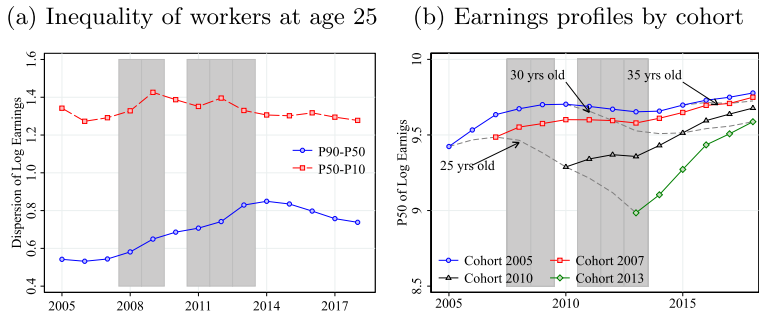 (a) Inequality of workers at age 25
Dispersion of Log Earnings
1.6
1.4
1.2
1.0
0.8
0.6
0.4
P90-P50
P50-P10
2005
2008
2011
2014
2017
(b) Earnings profiles by cohort
P50 of Log Earnigs
10
9.5
9
8.5
30 yrs old
35 yrs old
25 yrs old
Cohort 2005
Cohort 2007
Cohort 2010
Cohort 2013
2005
2010
2015